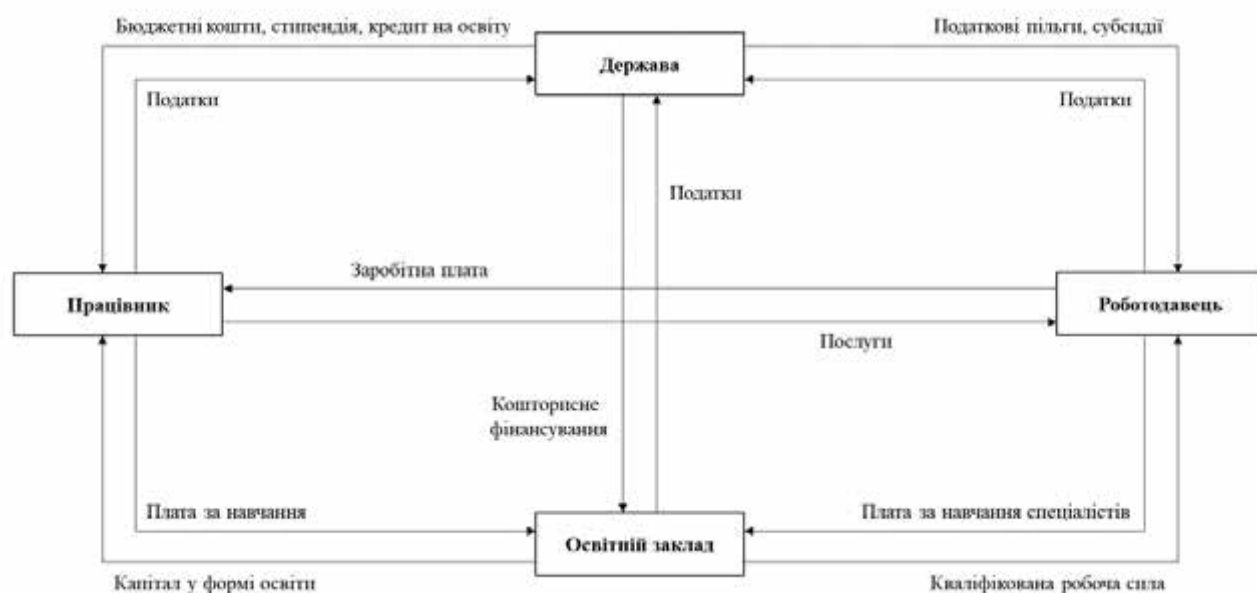 Бюджетні кошти, стипендія, кредит на освіту
Податкові пільги, субсидії
Держава
Податки
Податки
Податки
Заробітна плата
Працівник
Роботодавець
Послуги
Кошторисне
фінансування
Плата за навчання
Плата за навчання спеціалістів
Освітній заклад
Капітал у формі освіти
Кваліфікована робоча сила